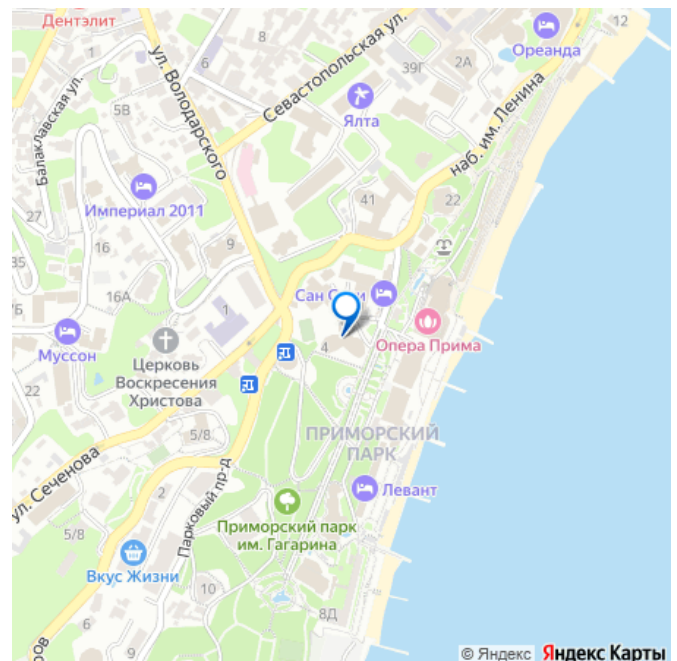 Дентэлит
8
12
Ореанда
Севастопольская ул.
39Г
2А
ул. Володарского
6
5В
Ялта
Балаклавская ул.
наб. им. Ленина
Империал 2011
41
22
27
16
9
35
16А
1
Муссон
Церковь
Воскресения
Христова
4
Опера Прима
22
5/8
ПРИМОРСКИЙ
ПАРК
ул. Сеченова
2
Парковый пр-д
Левант
5/8
Приморский парк
им. Гагарина
Вкус Жизни
10
8Д
6
9
© Яндекс Яндекс Карты